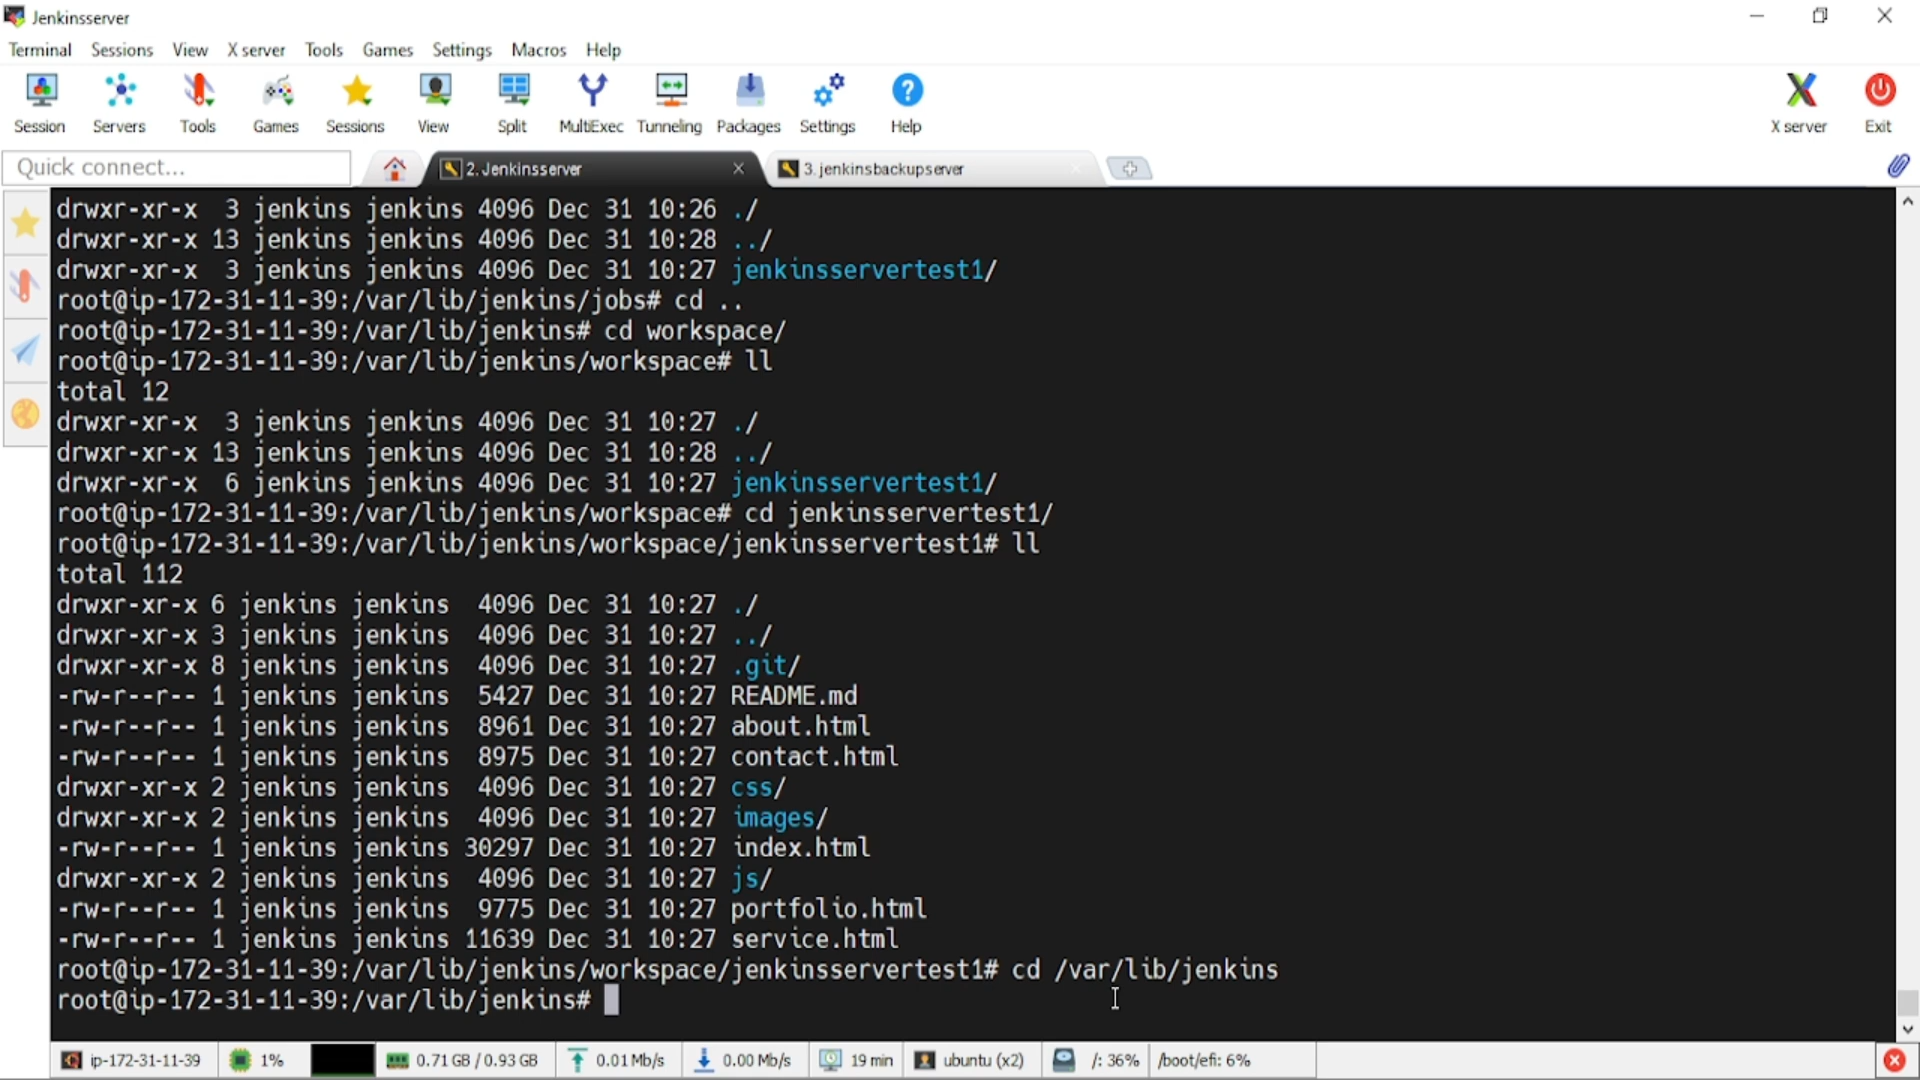 Jenkinsserver
Terminal Sessions View X server Tools Games Settings Macros Help
Session Servers Tools Games Sessions View Split MultiExec Tunneling Packages Settings Help X server Exit
Quick connect... 2. Jenkinsserver 3. jenkinsbackupserver
drwxr-xr-x  3 jenkins jenkins 4096 Dec 31 10:26 ./
drwxr-xr-x 13 jenkins jenkins 4096 Dec 31 10:28 ../
drwxr-xr-x  3 jenkins jenkins 4096 Dec 31 10:27 jenkinsservertest1/
root@ip-172-31-11-39:/var/lib/jenkins/jobs# cd ..
root@ip-172-31-11-39:/var/lib/jenkins# cd workspace/
root@ip-172-31-11-39:/var/lib/jenkins/workspace# ll
total 12
drwxr-xr-x  3 jenkins jenkins 4096 Dec 31 10:27 ./
drwxr-xr-x 13 jenkins jenkins 4096 Dec 31 10:28 ../
drwxr-xr-x  6 jenkins jenkins 4096 Dec 31 10:27 jenkinsservertest1/
root@ip-172-31-11-39:/var/lib/jenkins/workspace# cd jenkinsservertest1/
root@ip-172-31-11-39:/var/lib/jenkins/workspace/jenkinsservertest1# ll
total 112
drwxr-xr-x 6 jenkins jenkins  4096 Dec 31 10:27 ./
drwxr-xr-x 3 jenkins jenkins  4096 Dec 31 10:27 ../
drwxr-xr-x 8 jenkins jenkins  4096 Dec 31 10:27 .git/
-rw-r--r-- 1 jenkins jenkins  5427 Dec 31 10:27 README.md
-rw-r--r-- 1 jenkins jenkins  8961 Dec 31 10:27 about.html
-rw-r--r-- 1 jenkins jenkins  8975 Dec 31 10:27 contact.html
drwxr-xr-x 2 jenkins jenkins  4096 Dec 31 10:27 css/
drwxr-xr-x 2 jenkins jenkins  4096 Dec 31 10:27 images/
-rw-r--r-- 1 jenkins jenkins 30297 Dec 31 10:27 index.html
drwxr-xr-x 2 jenkins jenkins  4096 Dec 31 10:27 js/
-rw-r--r-- 1 jenkins jenkins  9775 Dec 31 10:27 portfolio.html
-rw-r--r-- 1 jenkins jenkins 11639 Dec 31 10:27 service.html
root@ip-172-31-11-39:/var/lib/jenkins/workspace/jenkinsservertest1# cd /var/lib/jenkins
root@ip-172-31-11-39:/var/lib/jenkins#
ip-172-31-11-39 1% 0.71 GB / 0.93 GB 0.01 Mb/s 0.00 Mb/s 19 min ubuntu (x2) /: 36% /boot/efi: 6%